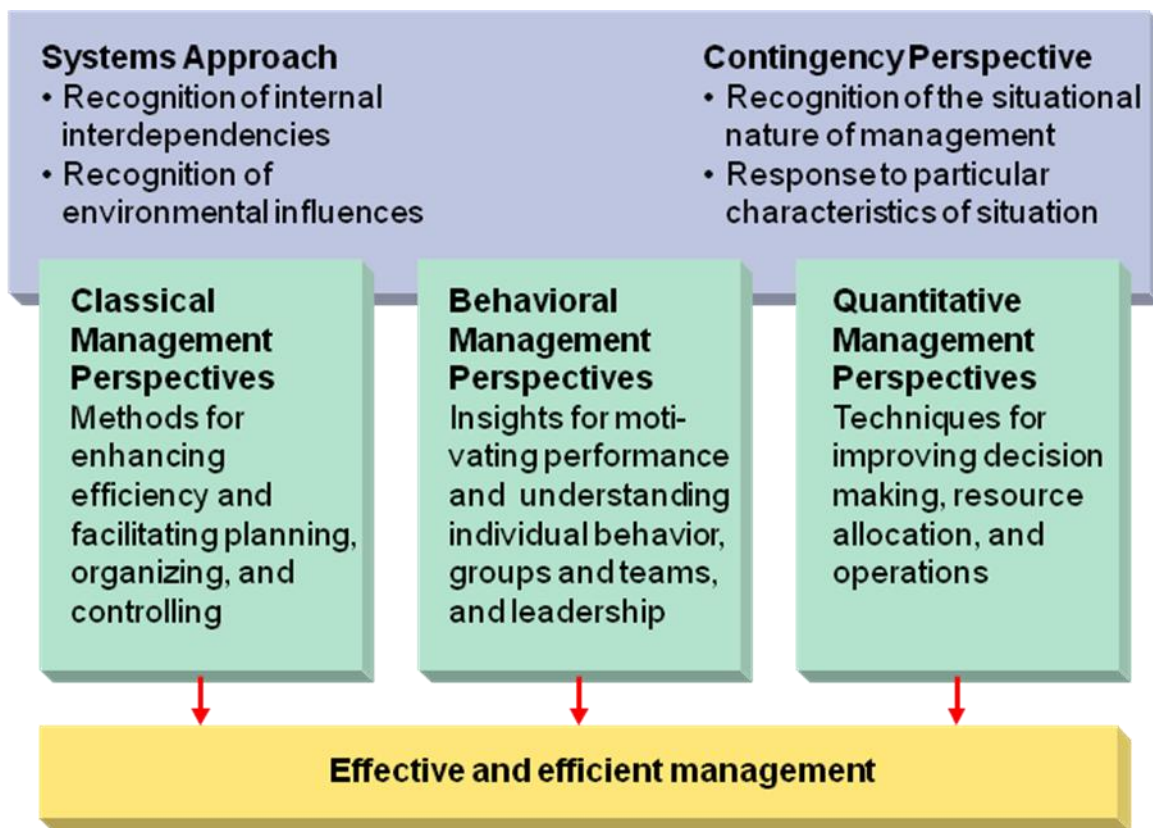 Systems Approach
• Recognition of internal
interdependencies
• Recognition of
environmental influences
Contingency Perspective
• Recognition of the situational
nature of management
• Response to particular
characteristics of situation
Classical
Management
Perspectives
Methods for
enhancing
efficiency and
facilitating planning,
organizing, and
controlling
Behavioral
Management
Perspectives
Insights for moti-
vating performance
and understanding
individual behavior,
groups and teams,
and leadership
Quantitative
Management
Perspectives
Techniques for
improving decision
making, resource
allocation, and
operations
Effective and efficient management